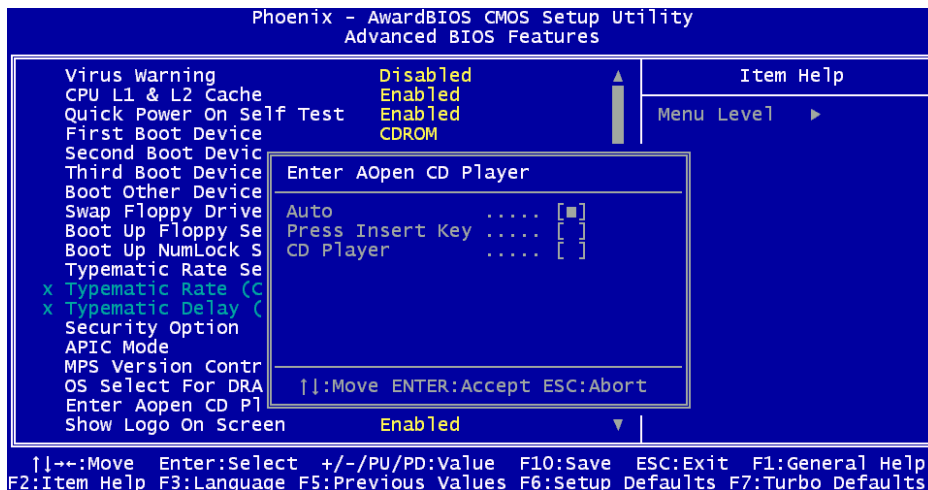 Phoenix - AwardBIOS CMOS Setup Utility
Advanced BIOS Features
Virus Warning Disabled
CPU L1 & L2 Cache Enabled
Quick Power On Self Test Enabled
First Boot Device CDROM
Second Boot Devic
Third Boot Device
Boot Other Device
Swap Floppy Drive
Boot Up Floppy Se
Boot Up NumLock S
Typematic Rate Se
x Typematic Rate (C
x Typematic Delay (
Security Option
APIC Mode
MPS Version Contr
OS Select For DRA
Enter Aopen CD Pl
Show Logo On Screen Enabled
Item Help
Menu Level ▶
Enter AOpen CD Player
Auto ..... [■]
Press Insert Key ..... [ ]
CD Player ..... [ ]
↑↓:Move ENTER:Accept ESC:Abort
↑↓→←:Move Enter:Select +/-/PU/PD:Value F10:Save ESC:Exit F1:General Help
F2:Item Help F3:Language F5:Previous Values F6:Setup Defaults F7:Turbo Defaults